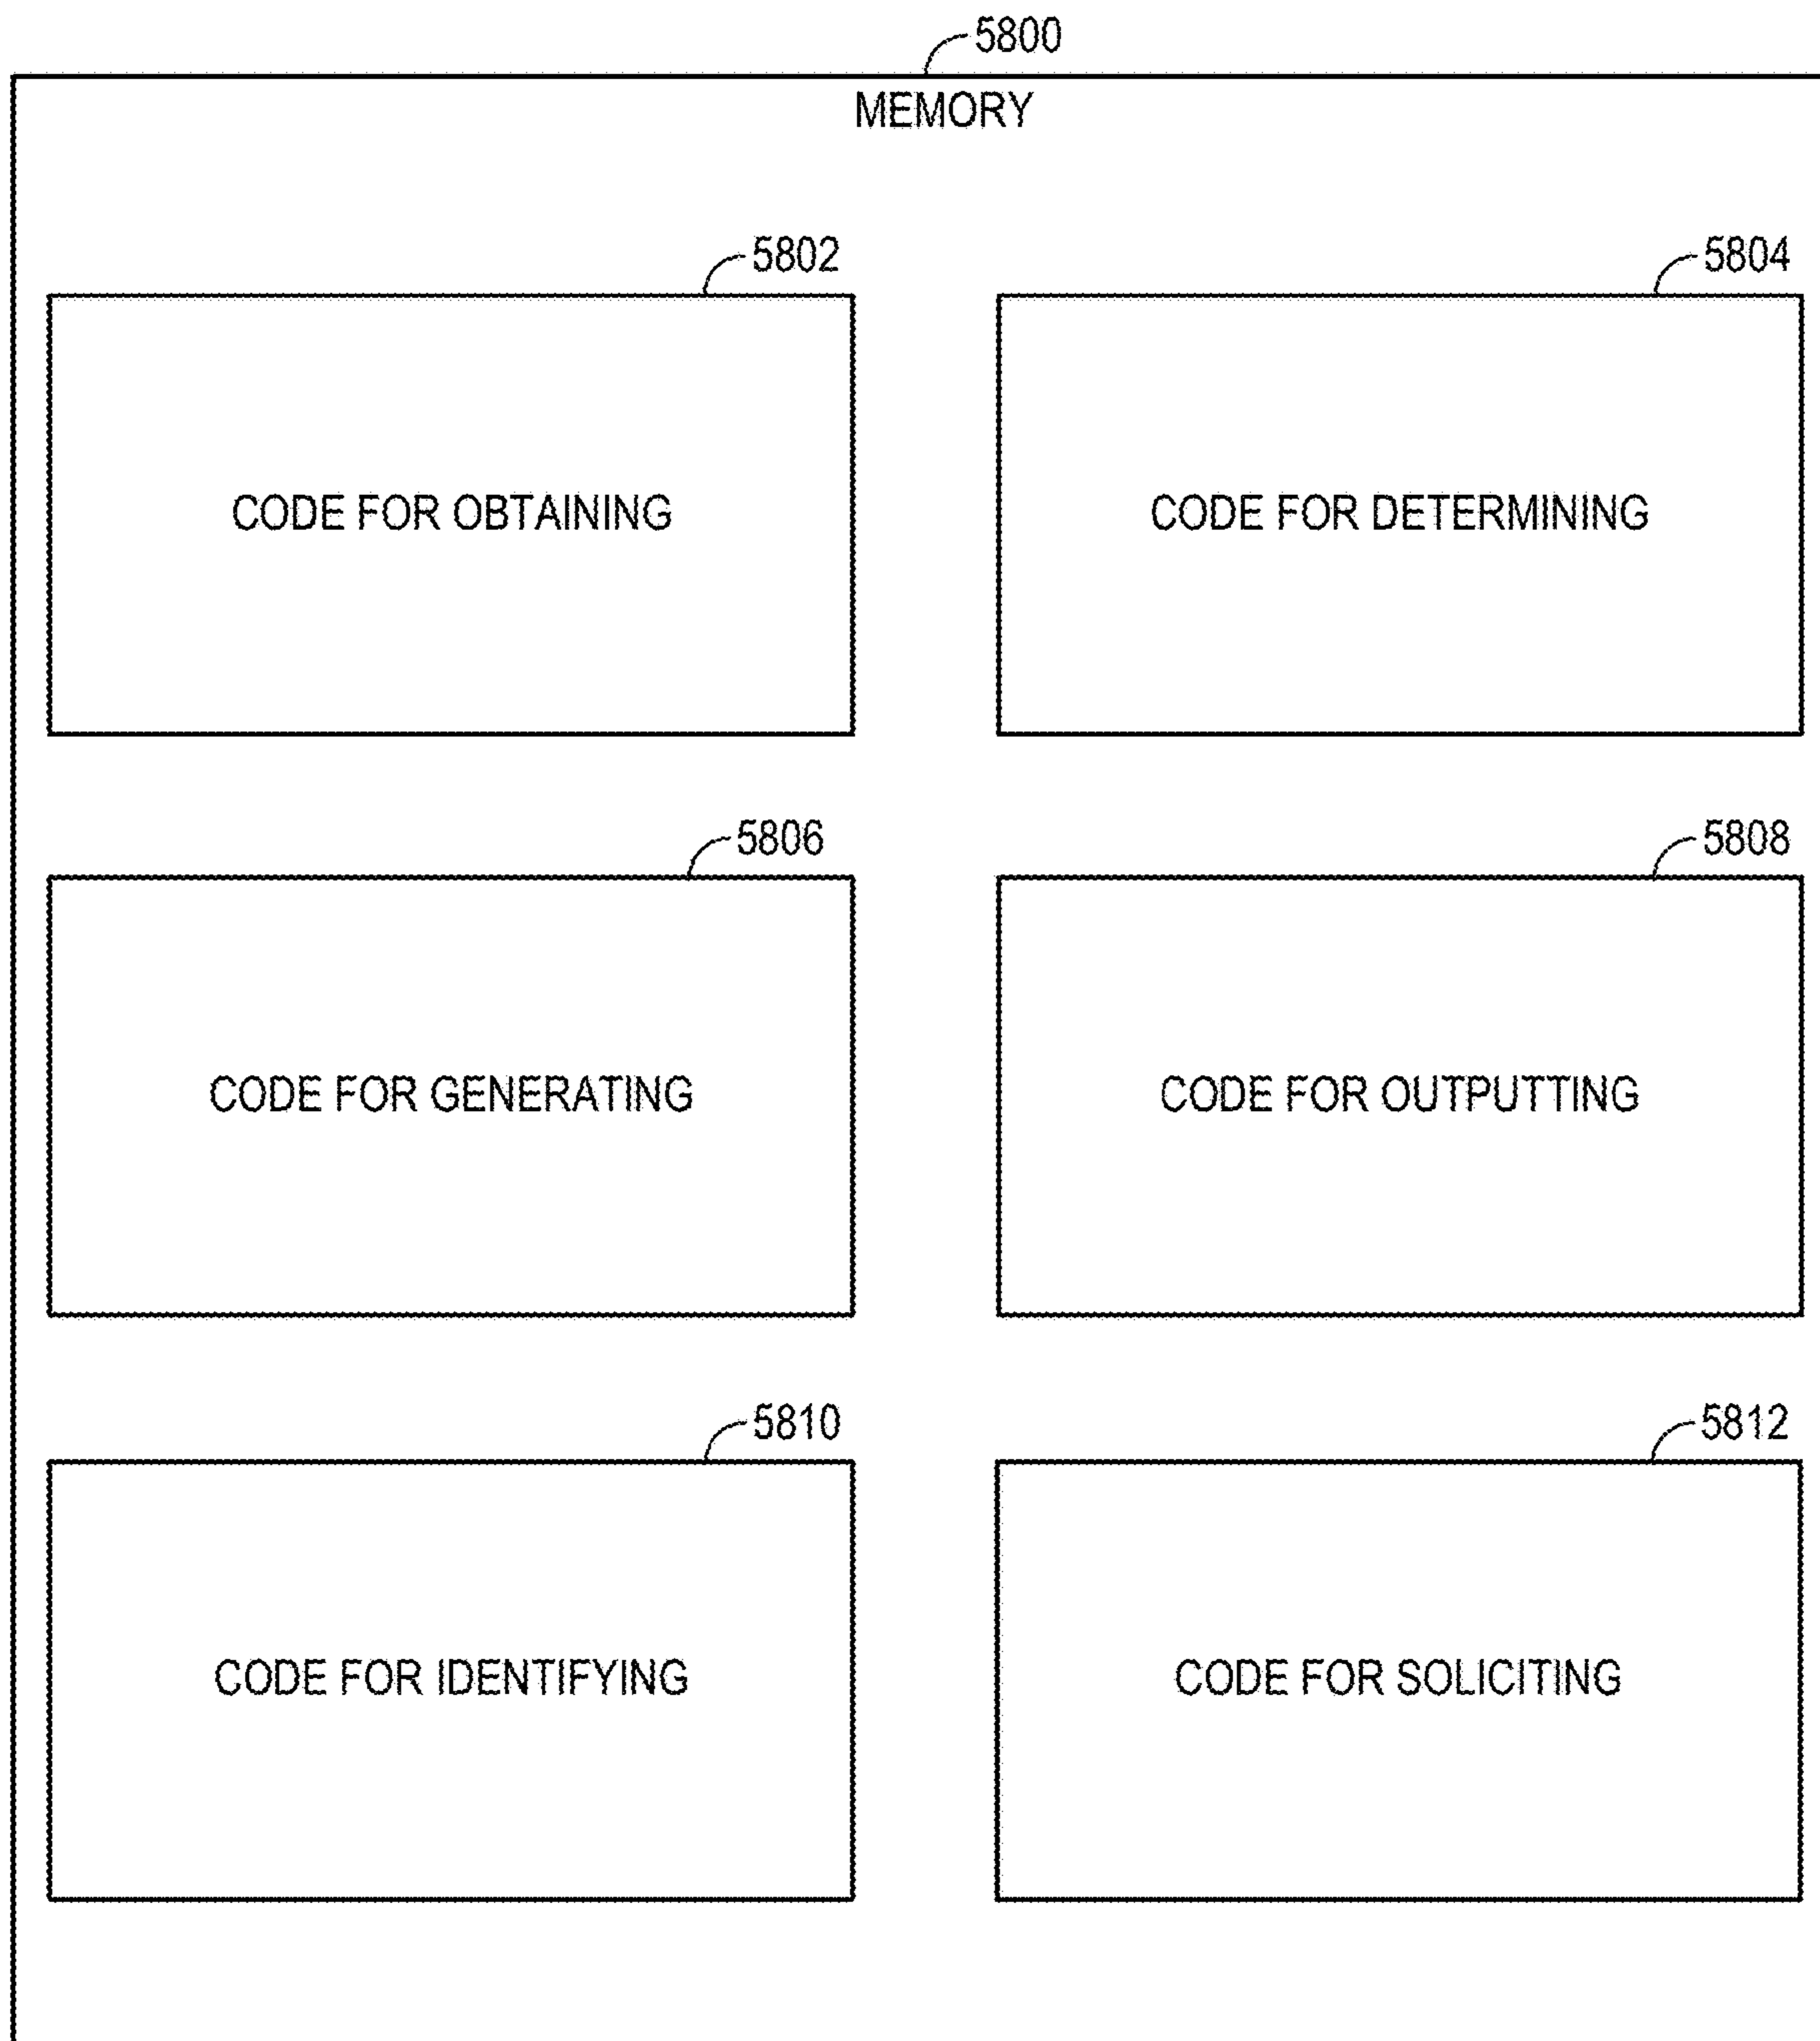 5800
MEMORY
5802
5804
CODE FOR OBTAINING
CODE FOR DETERMINING
5806
5808
CODE FOR GENERATING
CODE FOR OUTPUTTING
5810
5812
CODE FOR IDENTIFYING
CODE FOR SOLICITING